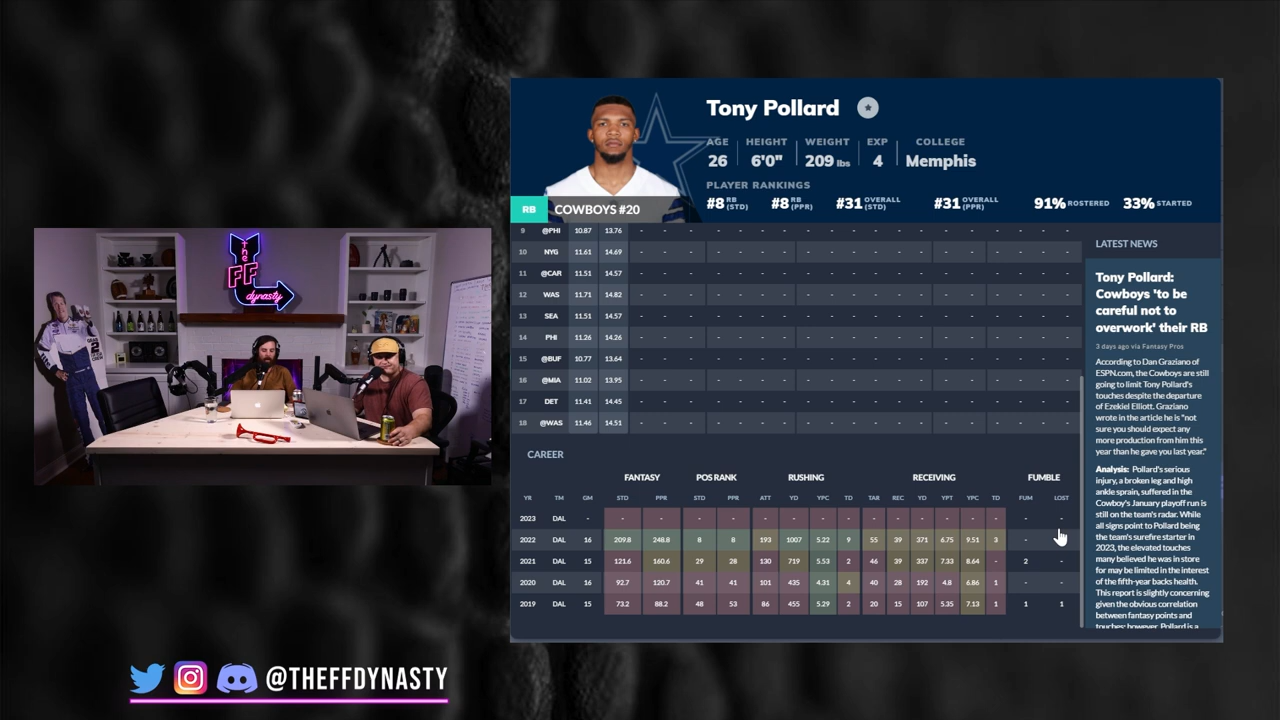 Tony Pollard
AGE HEIGHT WEIGHT EXP COLLEGE
26 6'0" 209 lbs 4 Memphis
PLAYER RANKINGS
#8 RB (STD) #8 RB (PPR) #31 OVERALL (STD) #31 OVERALL (PPR) 91% ROSTERED 33% STARTED
RB COWBOYS #20
9 @PHI 10.87 13.76 - - - - - - - - - - - - - - - - - - - -
10 NYG 11.61 14.69 - - - - - - - - - - - - - - - - - - - -
11 @CAR 11.51 14.57 - - - - - - - - - - - - - - - - - - - -
12 WAS 11.71 14.82 - - - - - - - - - - - - - - - - - - - -
13 SEA 11.51 14.57 - - - - - - - - - - - - - - - - - - - -
14 PHI 11.26 14.26 - - - - - - - - - - - - - - - - - - - -
15 @BUF 10.77 13.64 - - - - - - - - - - - - - - - - - - - -
16 @MIA 11.02 13.95 - - - - - - - - - - - - - - - - - - - -
17 DET 11.41 14.45 - - - - - - - - - - - - - - - - - - - -
18 @WAS 11.46 14.51 - - - - - - - - - - - - - - - - - - - -
CAREER
FANTASY POS RANK RUSHING RECEIVING FUMBLE
YR TM GM STD PPR STD PPR ATT YD YPC TD TAR REC YD YPT YPC TD FUM LOST
2023 DAL - - - - - - - - - - - - - - - - -
2022 DAL 16 209.8 248.8 8 8 193 1007 5.22 9 55 39 371 6.75 9.51 3 - -
2021 DAL 15 121.6 160.6 29 28 130 719 5.53 2 46 39 337 7.33 8.64 - 2 -
2020 DAL 16 92.7 120.7 41 41 101 435 4.31 4 40 28 192 4.8 6.86 1 - -
2019 DAL 15 73.2 88.2 48 53 86 455 5.29 2 20 15 107 5.35 7.13 1 1 1
LATEST NEWS
Tony Pollard:
Cowboys 'to be
careful not to
overwork' their RB
3 days ago via Fantasy Pros
According to Dan Graziano of
ESPN.com, the Cowboys are still
going to limit Tony Pollard's
touches despite the departure
of Ezekiel Elliott. Graziano
wrote in the article he is "not
sure you should expect any
more production from him this
year than he gave you last year."
Analysis: Pollard's serious
injury, a broken leg and high
ankle sprain, suffered in the
Cowboy's January playoff run is
still on the team's radar. While
all signs point to Pollard being
the team's surefire starter in
2023, the elevated touches
many believed he was in store
for may be limited in the interest
of the fifth-year backs health.
This report is slightly concerning
given the obvious correlation
between fantasy points and
touches; however, Pollard is a
the
FF
dynasty
@THEFFDYNASTY